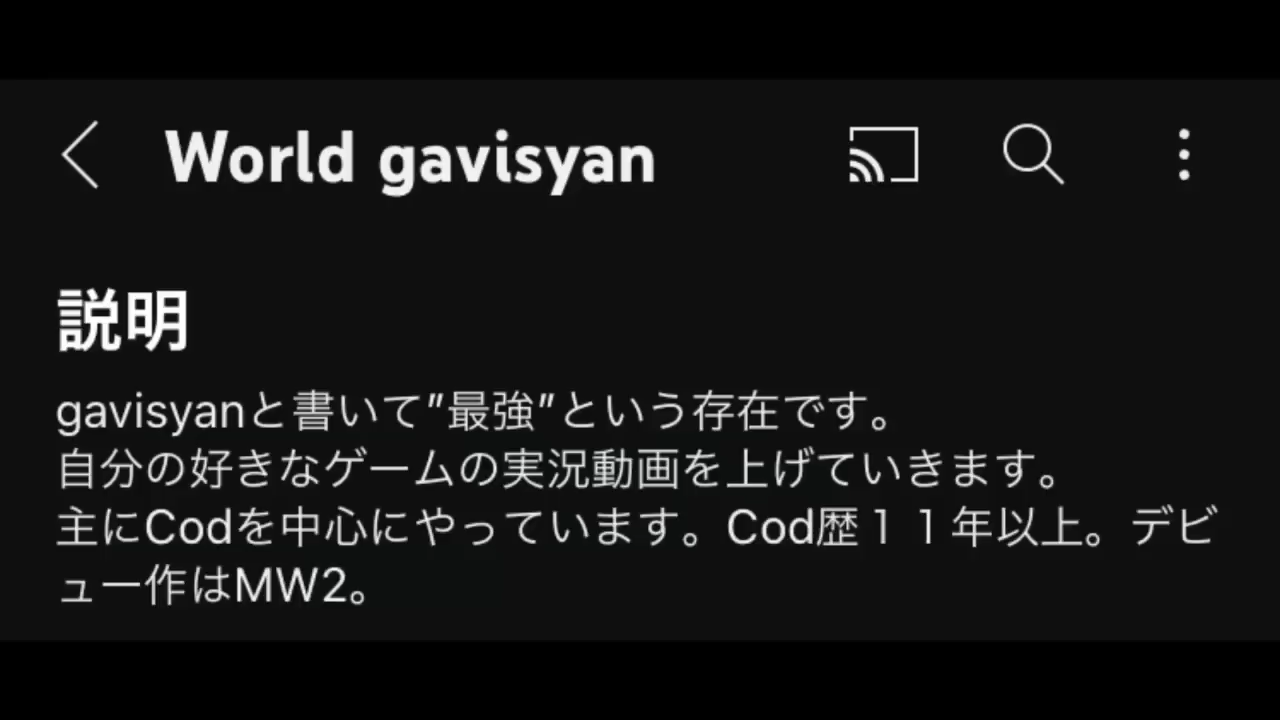 World gavisyan
説明
gavisyanと書いて"最強"という存在です。
自分の好きなゲームの実況動画を上げていきます。
主にCodを中心にやっています。Cod歴１１年以上。デビ
ュー作はMW2。